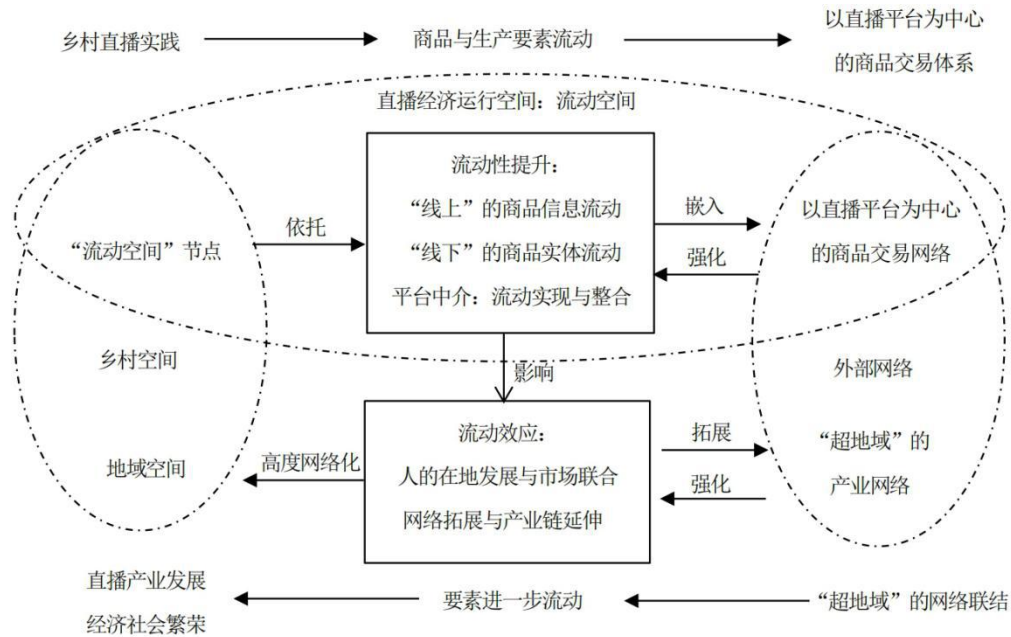 乡村直播实践
商品与生产要素流动
以直播平台为中心
的商品交易体系
直播经济运行空间：流动空间
流动性提升：
“线上”的商品信息流动
“线下”的商品实体流动
平台中介：流动实现与整合
“流动空间”节点
依托
嵌入
强化
以直播平台为中心
的商品交易网络
乡村空间
影响
外部网络
地域空间
高度网络化
流动效应：
人的在地发展与市场联合
网络拓展与产业链延伸
拓展
强化
“超地域”的
产业网络
直播产业发展
经济社会繁荣
要素进一步流动
“超地域”的网络联结